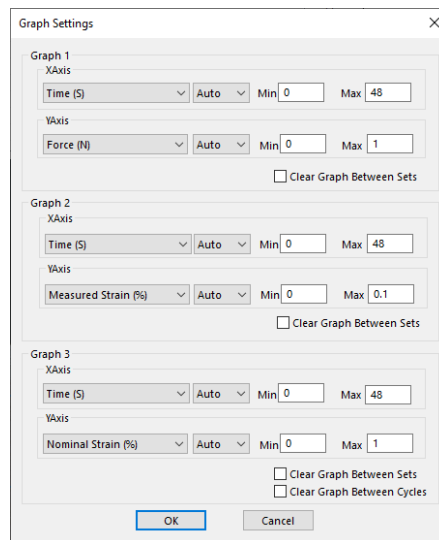 Graph Settings
Graph 1
XAxis
Time (S) Auto Min 0 Max 48
YAxis
Force (N) Auto Min 0 Max 1
Clear Graph Between Sets
Graph 2
XAxis
Time (S) Auto Min 0 Max 48
YAxis
Measured Strain (%) Auto Min 0 Max 0.1
Clear Graph Between Sets
Graph 3
XAxis
Time (S) Auto Min 0 Max 48
YAxis
Nominal Strain (%) Auto Min 0 Max 1
Clear Graph Between Sets
Clear Graph Between Cycles
OK Cancel